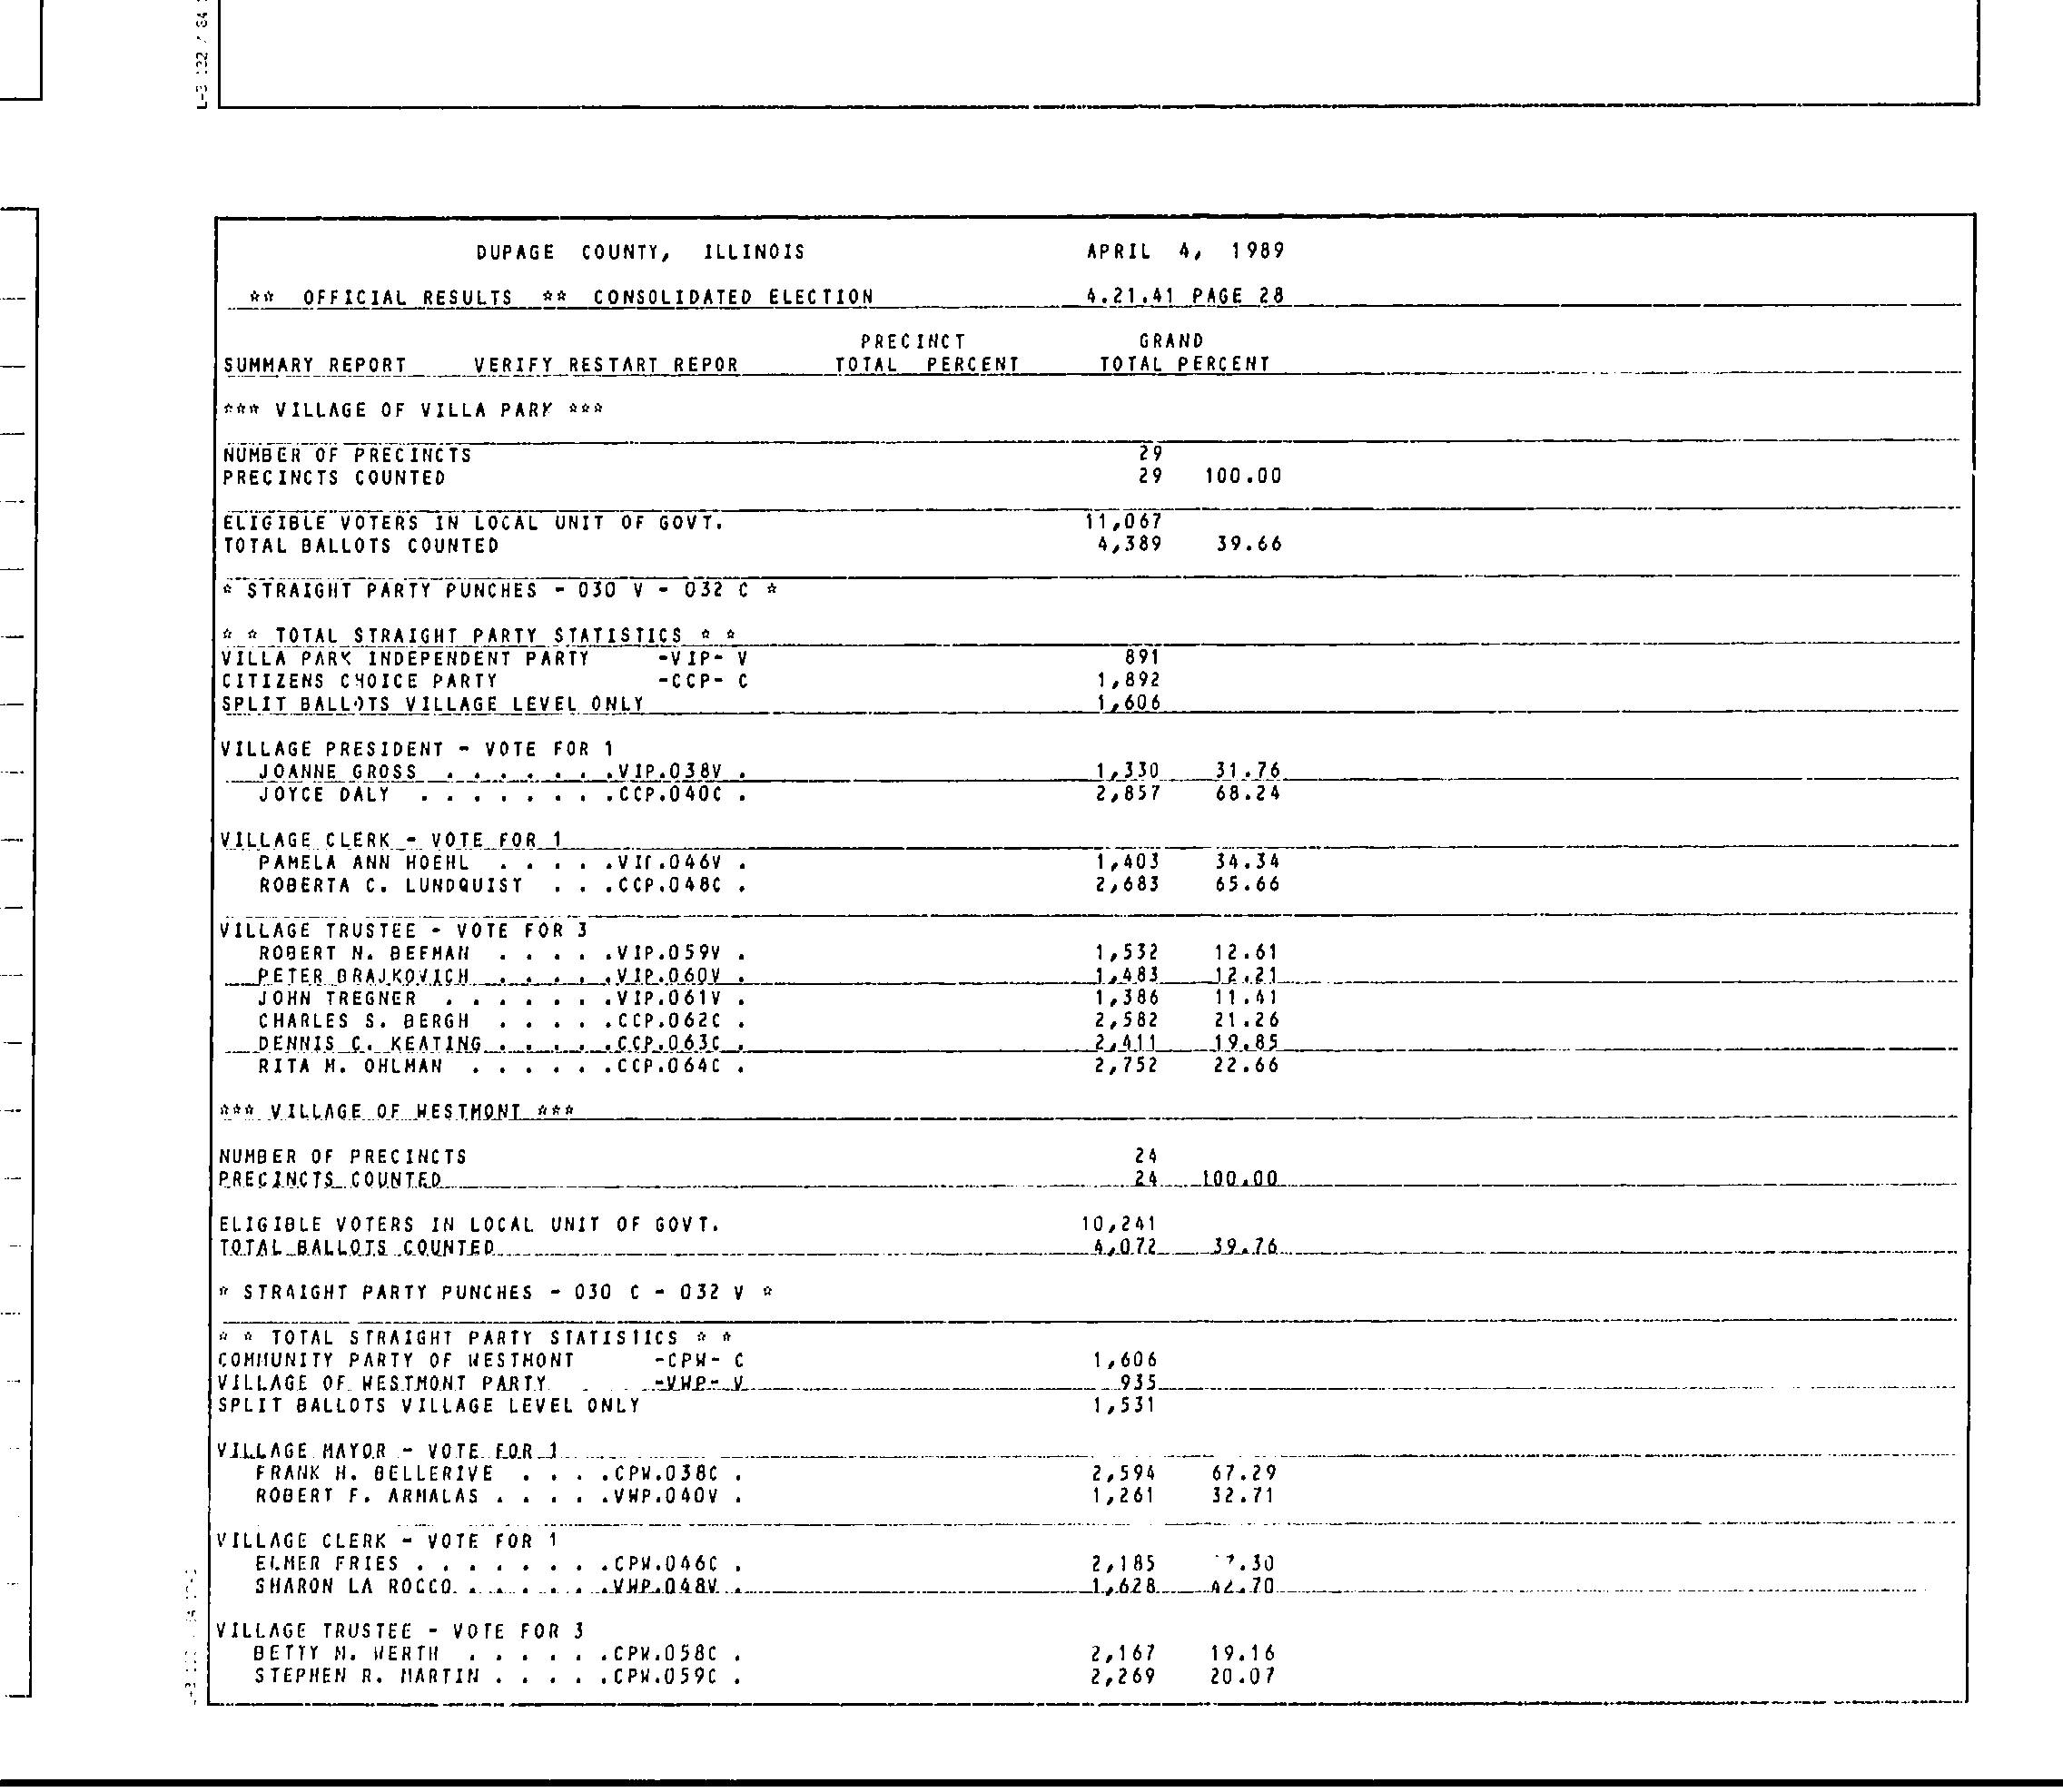 DUPAGE COUNTY, ILLINOIS APRIL 4, 1989
** OFFICIAL RESULTS ** CONSOLIDATED ELECTION 4.21.41 PAGE 28
PRECINCT GRAND
SUMMARY REPORT VERIFY RESTART REPOR TOTAL PERCENT TOTAL PERCENT
*** VILLAGE OF VILLA PARK ***
NUMBER OF PRECINCTS 29
PRECINCTS COUNTED 29 100.00
ELIGIBLE VOTERS IN LOCAL UNIT OF GOVT. 11,067
TOTAL BALLOTS COUNTED 4,389 39.66
* STRAIGHT PARTY PUNCHES - 030 V - 032 C *
* * TOTAL STRAIGHT PARTY STATISTICS * *
VILLA PARK INDEPENDENT PARTY -VIP- V 891
CITIZENS CHOICE PARTY -CCP- C 1,892
SPLIT BALLOTS VILLAGE LEVEL ONLY 1,606
VILLAGE PRESIDENT - VOTE FOR 1
JOANNE GROSS . . . . . . .VIP.038V . 1,330 31.76
JOYCE DALY . . . . . . . .CCP.040C . 2,857 68.24
VILLAGE CLERK - VOTE FOR 1
PAMELA ANN HOEHL . . . . .VIP.046V . 1,403 34.34
ROBERTA C. LUNDQUIST . . .CCP.048C . 2,683 65.66
VILLAGE TRUSTEE - VOTE FOR 3
ROBERT N. BEEMAN . . . . .VIP.059V . 1,532 12.61
PETER BRAJKOVICH . . . . .VIP.060V . 1,483 12.21
JOHN TREGNER . . . . . . .VIP.061V . 1,386 11.41
CHARLES S. BERGH . . . . .CCP.062C . 2,582 21.26
DENNIS C. KEATING . . . . .CCP.063C . 2,411 19.85
RITA M. OHLMAN . . . . . .CCP.064C . 2,752 22.66
*** VILLAGE OF WESTMONT ***
NUMBER OF PRECINCTS 24
PRECINCTS COUNTED 24 100.00
ELIGIBLE VOTERS IN LOCAL UNIT OF GOVT. 10,241
TOTAL BALLOTS COUNTED 4,072 39.76
* STRAIGHT PARTY PUNCHES - 030 C - 032 V *
* * TOTAL STRAIGHT PARTY STATISTICS * *
COMMUNITY PARTY OF WESTMONT -CPW- C 1,606
VILLAGE OF WESTMONT PARTY -VWP- V 935
SPLIT BALLOTS VILLAGE LEVEL ONLY 1,531
VILLAGE MAYOR - VOTE FOR 1
FRANK H. BELLERIVE . . . .CPW.038C . 2,594 67.29
ROBERT F. ARMALAS . . . . .VWP.040V . 1,261 32.71
VILLAGE CLERK - VOTE FOR 1
ELMER FRIES . . . . . . . .CPW.046C . 2,185
SHARON LA ROCCO . . . . . .VWP.048V . 1,628 42.70
VILLAGE TRUSTEE - VOTE FOR 3
BETTY M. WERTH . . . . . .CPW.058C . 2,167 19.16
STEPHEN R. MARTIN . . . . .CPW.059C . 2,269 20.07